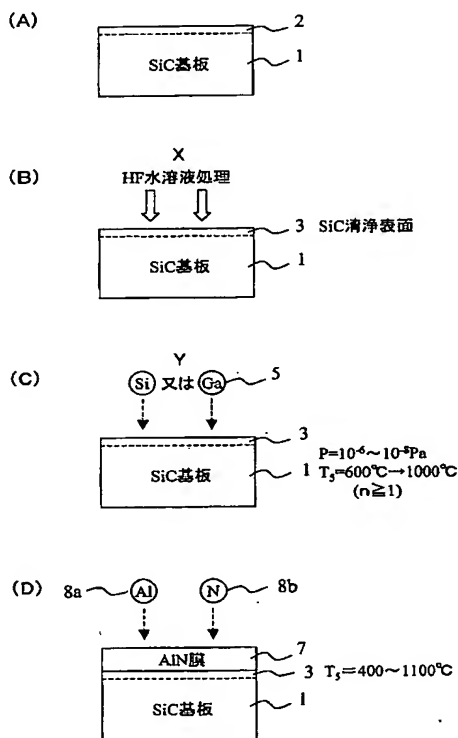 (A)
2
SiC基板
1
X
(B)
HF水溶液処理
3 SiC清浄表面
SiC基板
1
Y
(C)
Si 又は Ga
5
3
P=10⁻⁶～10⁻⁸Pa
SiC基板
1
T₅=600℃→1000℃
(n≧1)
(D)
8a
Al
N
8b
7
AlN膜
3
T₅=400～1100℃
SiC基板
1